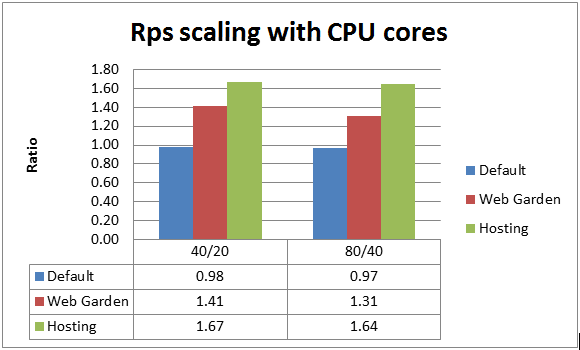 Rps scaling with CPU cores
1.80
1.60
1.40
1.20
1.00
0.80
0.60
0.40
0.20
0.00
Ratio
Default
Web Garden
Hosting
40/20 80/40
Default 0.98 0.97
Web Garden 1.41 1.31
Hosting 1.67 1.64